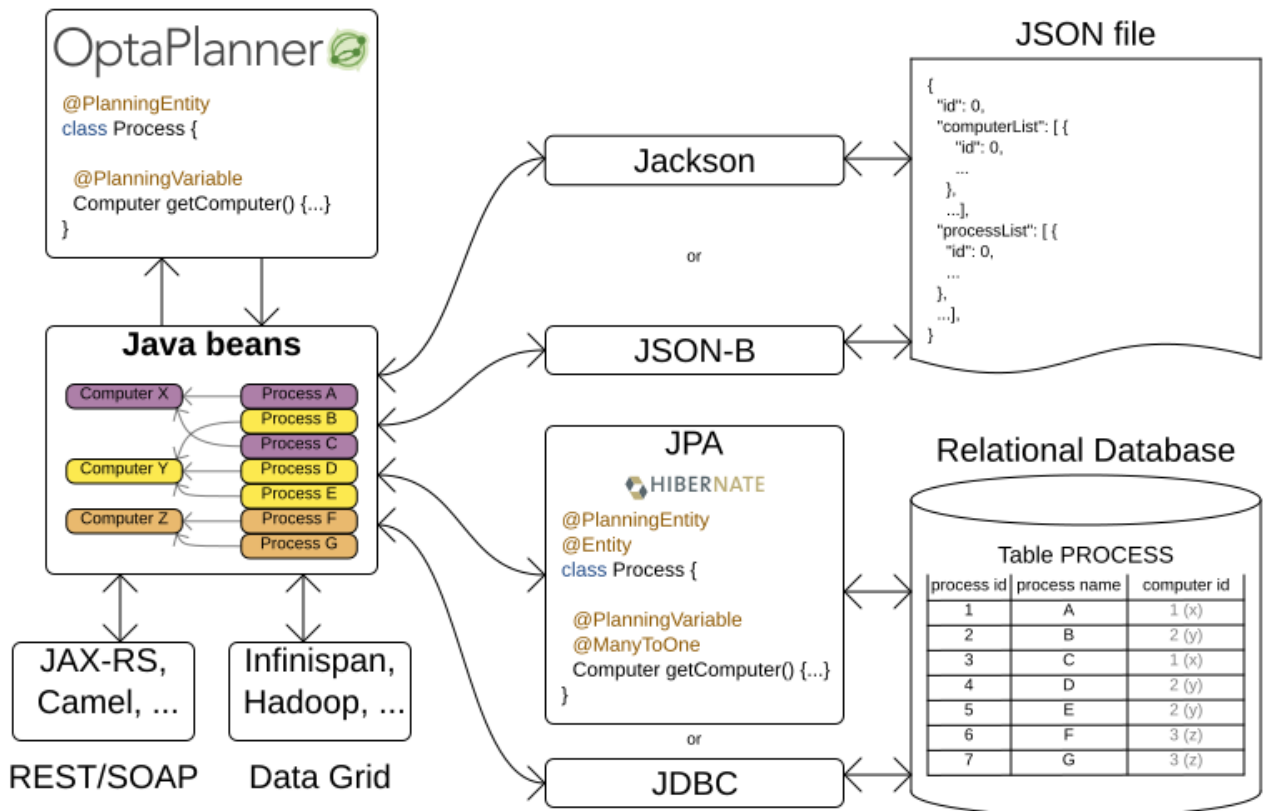 OptaPlanner
@PlanningEntity
class Process {
@PlanningVariable
Computer getComputer() {...}
}
Java beans
Computer X
Process A
Process B
Process C
Computer Y
Process D
Process E
Computer Z
Process F
Process G
JAX-RS,
Camel, ...
REST/SOAP
Infinispan,
Hadoop, ...
Data Grid
Jackson
or
JSON-B
JPA
HIBERNATE
@PlanningEntity
@Entity
class Process {
@PlanningVariable
@ManyToOne
Computer getComputer() {...}
}
or
JDBC
JSON file
{
"id": 0,
"computerList": [ {
"id": 0,
...
},
...],
"processList": [ {
"id": 0,
...
},
...],
}
Relational Database
Table PROCESS
process id process name computer id
1 A 1 (x)
2 B 2 (y)
3 C 1 (x)
4 D 2 (y)
5 E 2 (y)
6 F 3 (z)
7 G 3 (z)